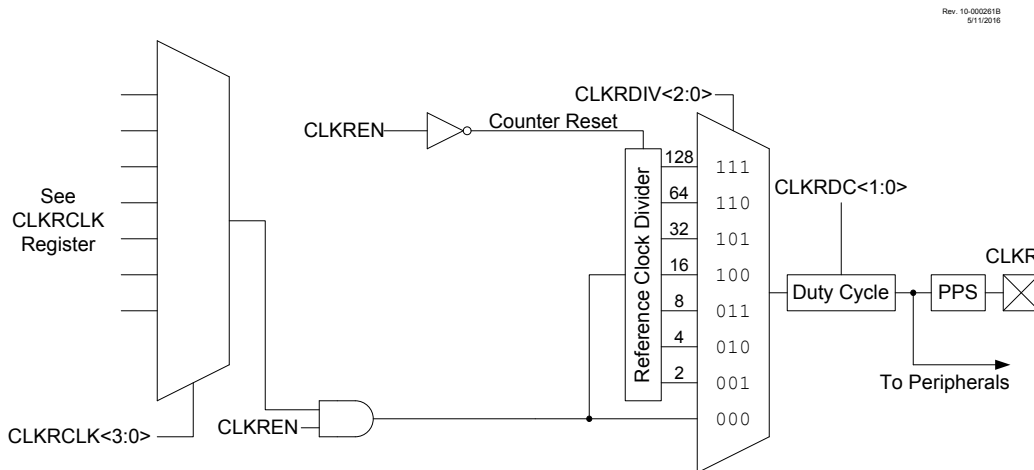 Rev. 10-000261B
5/11/2016
CLKRDIV<2:0>
CLKREN
Counter Reset
See
CLKRCLK
Register
Reference Clock Divider
128
64
32
16
8
4
2
111
110
101
100
011
010
001
000
CLKRDC<1:0>
Duty Cycle
PPS
CLKR
To Peripherals
CLKRCLK<3:0>
CLKREN